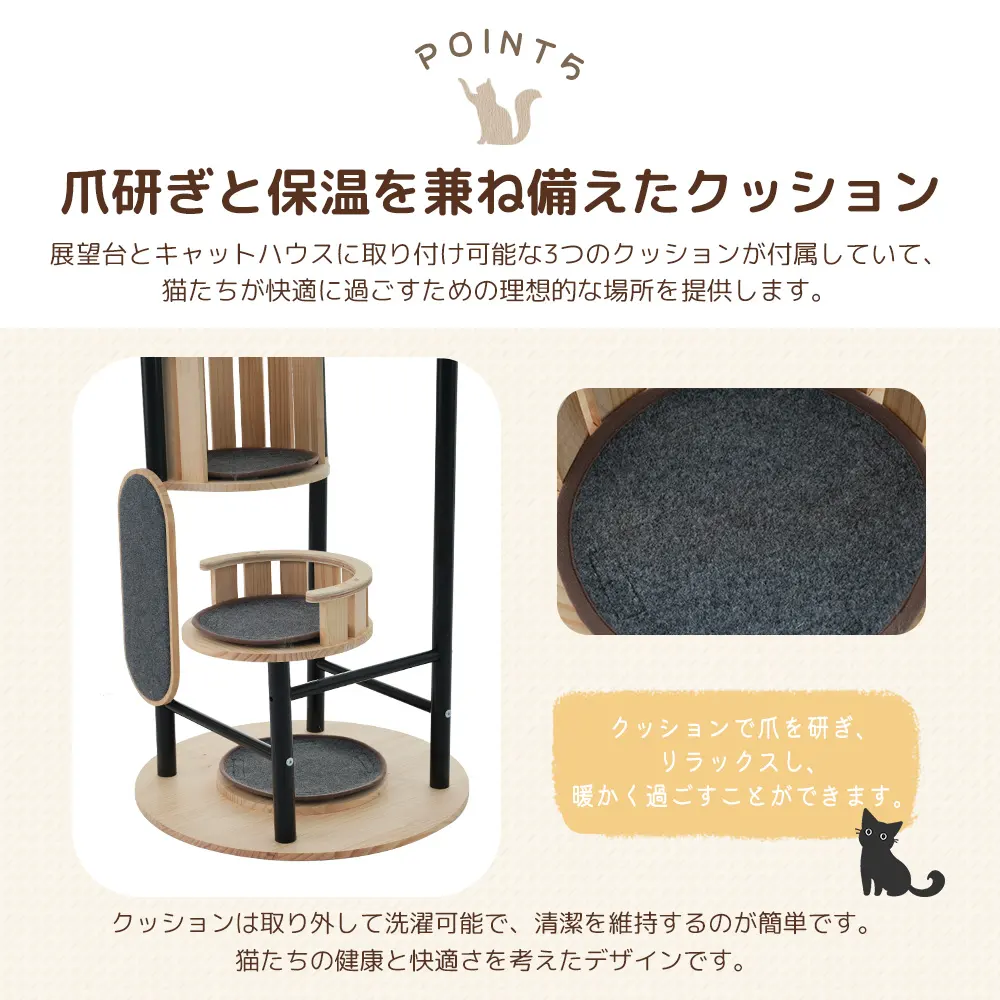 POINT5
爪研ぎと保温を兼ね備えたクッション
展望台とキャットハウスに取り付け可能な3つのクッションが付属していて、
猫たちが快適に過ごすための理想的な場所を提供します。
クッションで爪を研ぎ、
リラックスし、
暖かく過ごすことができます。
クッションは取り外して洗濯可能で、清潔を維持するのが簡単です。
猫たちの健康と快適さを考えたデザインです。